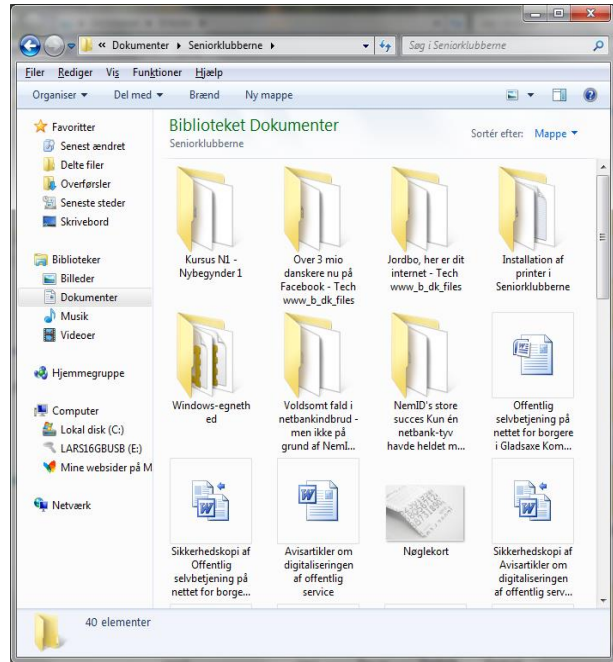 « Dokumenter ▸ Seniorklubberne ▸
Søg i Seniorklubberne
Filer Rediger Vis Funktioner Hjælp
Organiser Del med Brænd Ny mappe
Favoritter
Senest ændret
Delte filer
Overførsler
Seneste steder
Skrivebord
Biblioteker
Billeder
Dokumenter
Musik
Videoer
Hjemmegruppe
Computer
Lokal disk (C:)
LARS16GBUSB (E:)
Mine websider på M
Netværk
Biblioteket Dokumenter
Seniorklubberne
Sortér efter: Mappe
Kursus N1 -
Nybegynder 1
Over 3 mio
danskere nu på
Facebook - Tech
www_b_dk_files
Jordbo, her er dit
internet - Tech
www_b_dk_files
Installation af
printer i
Seniorklubberne
Windows-egneth
ed
Voldsomt fald i
netbankindbrud -
men ikke på
grund af NemI...
NemID's store
succes Kun én
netbank-tyv
havde heldet m...
Offentlig
selvbetjening på
nettet for borgere
i Gladsaxe Kom...
Sikkerhedskopi af
Offentlig
selvbetjening på
nettet for borge...
Avisartikler om
digitaliseringen
af offentlig
service
Nøglekort
Sikkerhedskopi af
Avisartikler om
digitaliseringen
af offentlig serv...
40 elementer